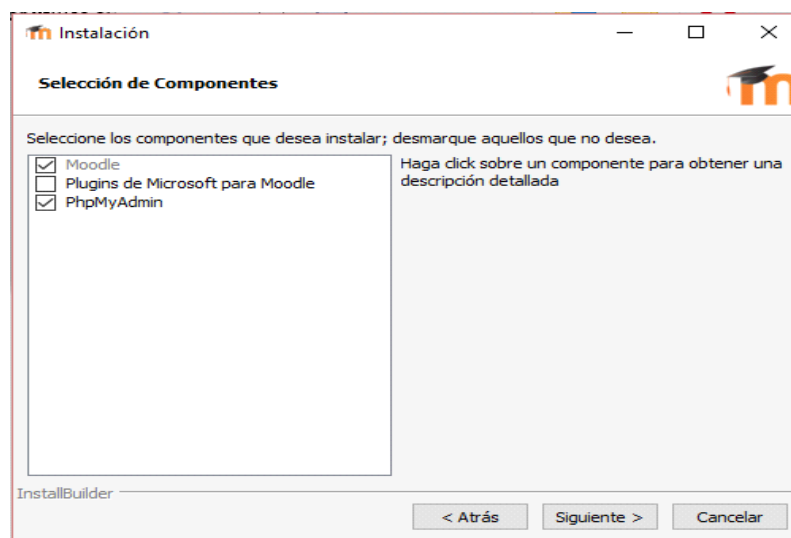 Instalación
Selección de Componentes
Seleccione los componentes que desea instalar; desmarque aquellos que no desea.
Moodle
Plugins de Microsoft para Moodle
PhpMyAdmin
Haga click sobre un componente para obtener una
descripción detallada
InstallBuilder
< Atrás
Siguiente >
Cancelar